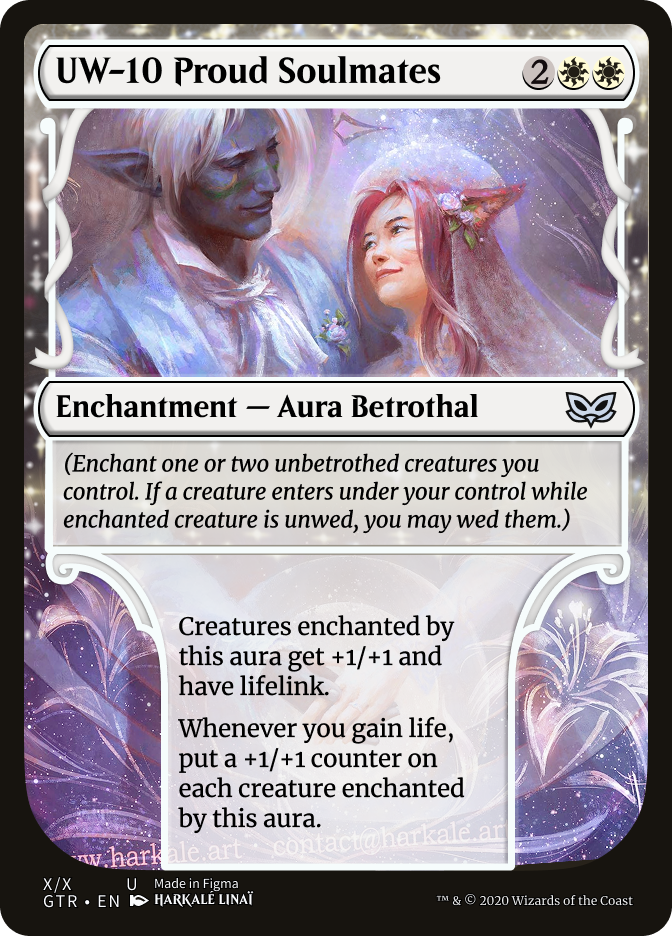 UW-10 Proud Soulmates 2
Enchantment — Aura Betrothal
(Enchant one or two unbetrothed creatures you
control. If a creature enters under your control while
enchanted creature is unwed, you may wed them.)
Creatures enchanted by
this aura get +1/+1 and
have lifelink.
Whenever you gain life,
put a +1/+1 counter on
each creature enchanted
by this aura.
www.harkale.art · contact@harkale.art
X/X U Made in Figma
GTR • EN HARKALE LINAÏ ™ & © 2020 Wizards of the Coast